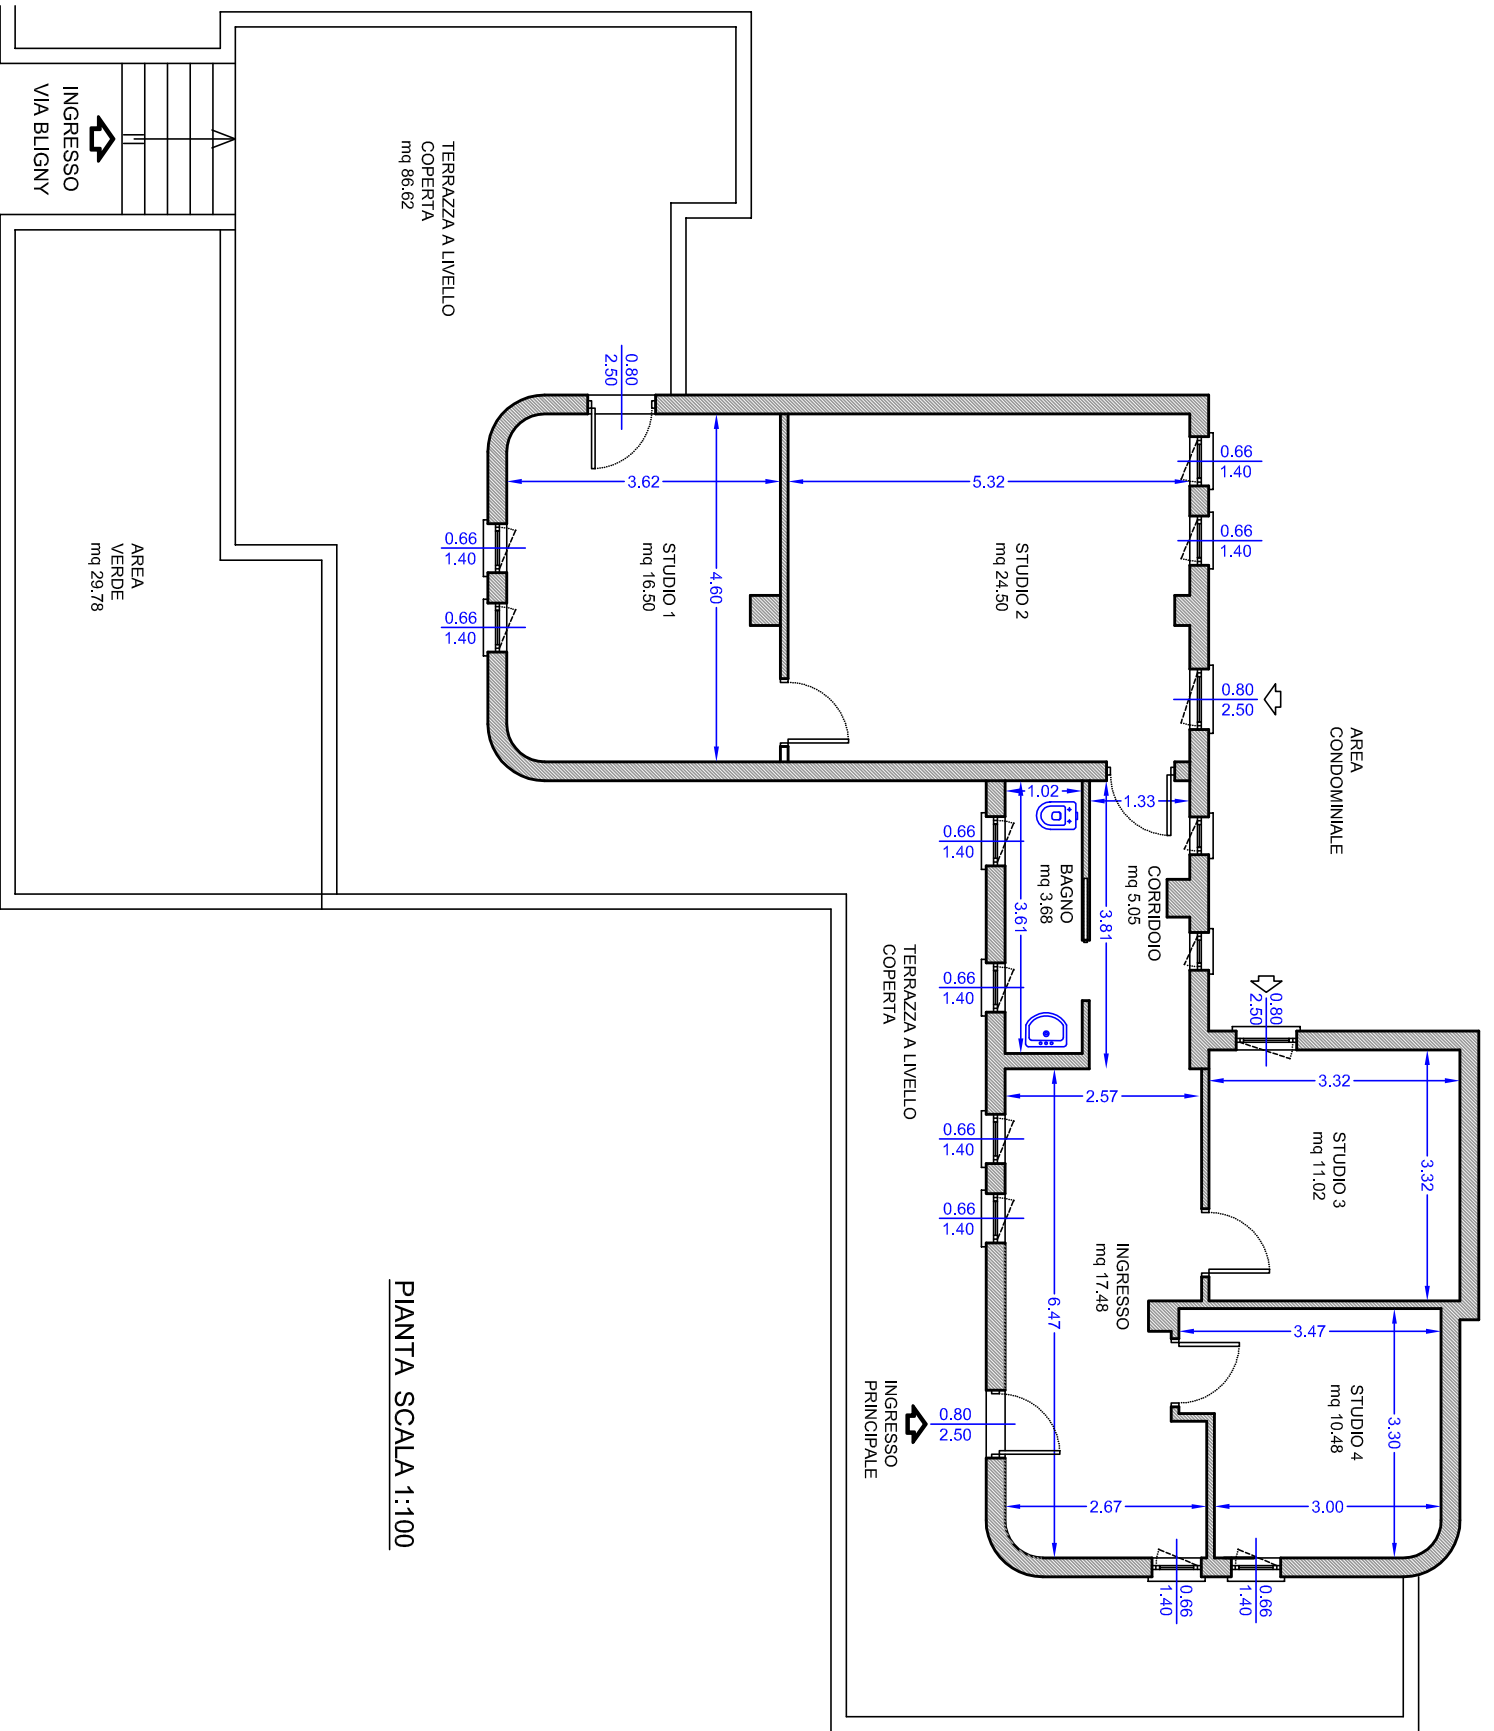 INGRESSO
VIA BLIGNY
TERRAZZA A LIVELLO
COPERTA
mq 86.62
AREA
VERDE
mq 29.78
0.80
2.50
3.62
5.32
4.60
STUDIO 1
mq 16.50
STUDIO 2
mq 24.50
0.66
1.40
0.66
1.40
0.66
1.40
0.66
1.40
0.80
2.50
AREA
CONDOMINIALE
1.02
1.33
BAGNO
mq 3.68
3.61
3.81
CORRIDOIO
mq 5.05
0.66
1.40
0.66
1.40
TERRAZZA A LIVELLO
COPERTA
0.80
2.50
3.32
3.32
STUDIO 3
mq 11.02
2.57
0.66
1.40
0.66
1.40
INGRESSO
mq 17.48
6.47
3.47
STUDIO 4
mq 10.48
3.30
3.00
2.67
INGRESSO
PRINCIPALE
0.80
2.50
0.66
1.40
0.66
1.40
PIANTA SCALA 1:100